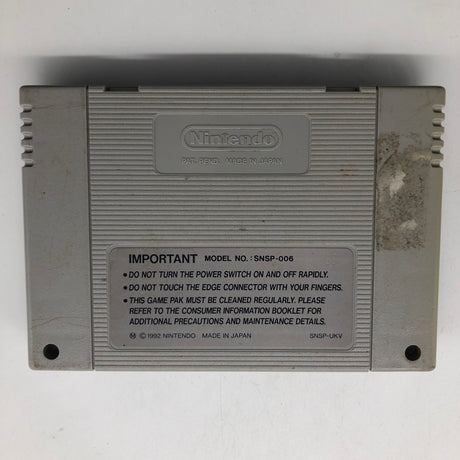 Nintendo
PAT. PEND. MADE IN JAPAN
IMPORTANT MODEL NO.: SNSP-006
• DO NOT TURN THE POWER SWITCH ON AND OFF RAPIDLY.
• DO NOT TOUCH THE EDGE CONNECTOR WITH YOUR FINGERS.
• THIS GAME PAK MUST BE CLEANED REGULARLY. PLEASE
REFER TO THE CONSUMER INFORMATION BOOKLET FOR
ADDITIONAL PRECAUTIONS AND MAINTENANCE DETAILS.
Ⓜ © 1992 NINTENDO MADE IN JAPAN SNSP-UKV